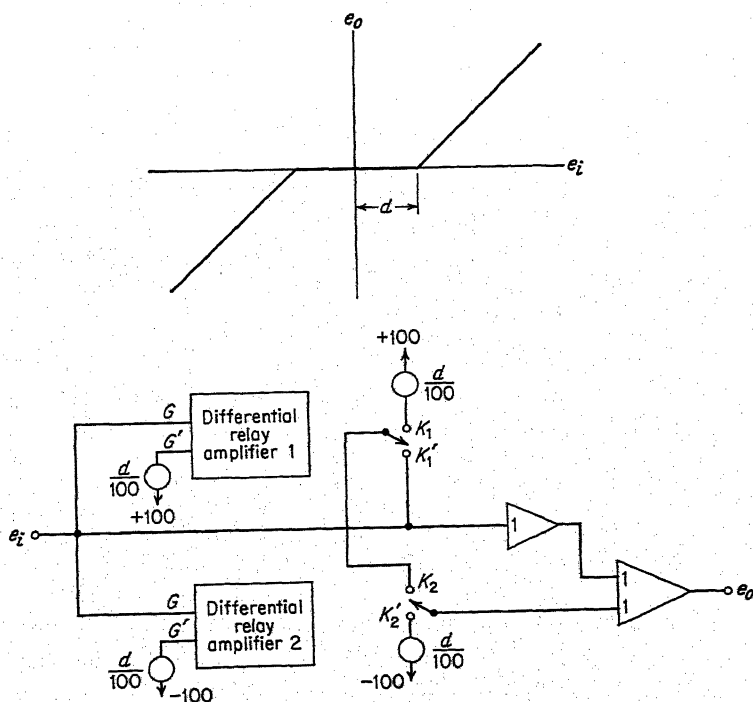 e₀
eᵢ
d
+100
d/100
G
Differential
relay
amplifier 1
G'
K₁
K₁'
d/100
+100
eᵢ
1
1
1
e₀
G
Differential
relay
amplifier 2
G'
K₂
K₂'
d/100
-100
d/100
-100